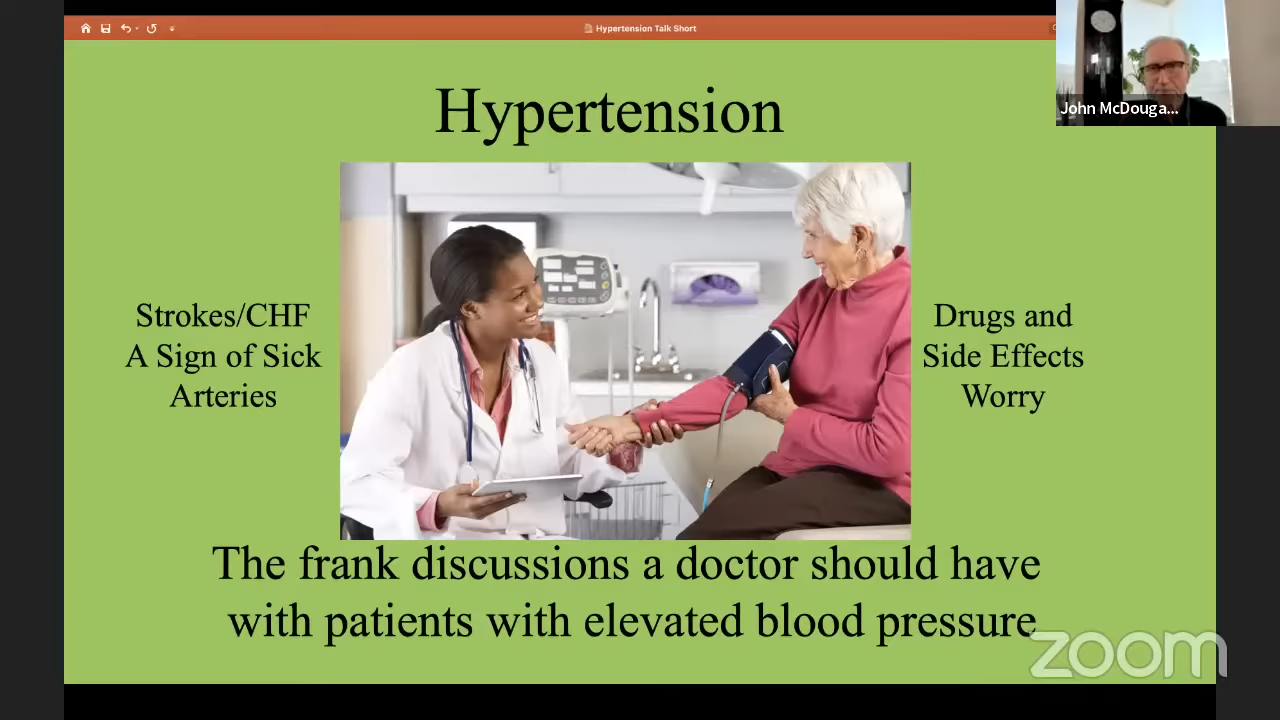 Hypertension Talk Short
John McDouga...
Hypertension
Strokes/CHF
A Sign of Sick
Arteries
Drugs and
Side Effects
Worry
The frank discussions a doctor should have
with patients with elevated blood pressure
zoom